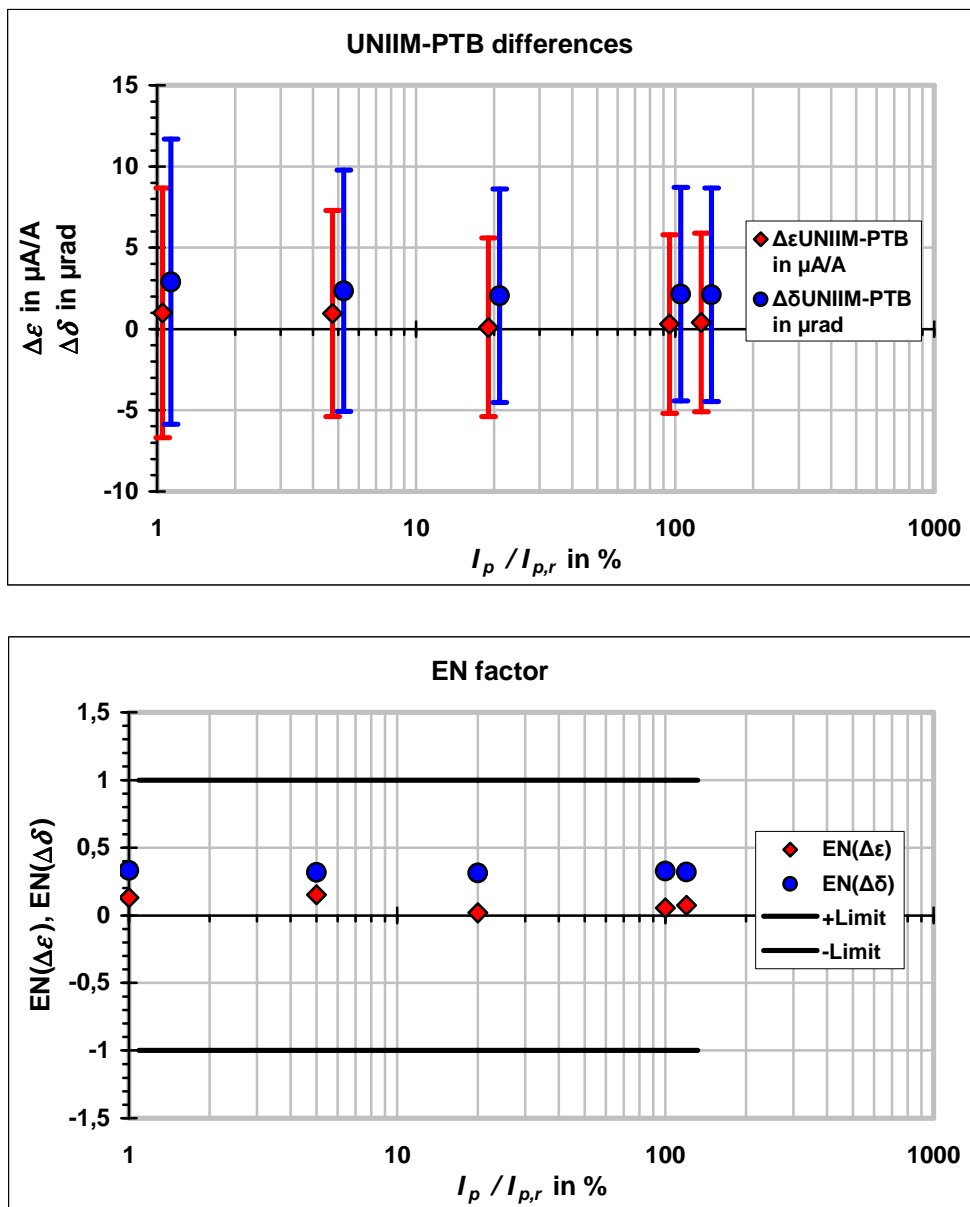 UNIIM-PTB differences
15
10
5
0
-5
-10
Δε in µA/A
Δδ in µrad
ΔεUNIIM-PTB
in µA/A
ΔδUNIIM-PTB
in µrad
1 10 100 1000
I_p / I_p,r in %
EN factor
1,5
1
0,5
0
-0,5
-1
-1,5
EN(Δε), EN(Δδ)
EN(Δε)
EN(Δδ)
+Limit
-Limit
1 10 100 1000
I_p / I_p,r in %